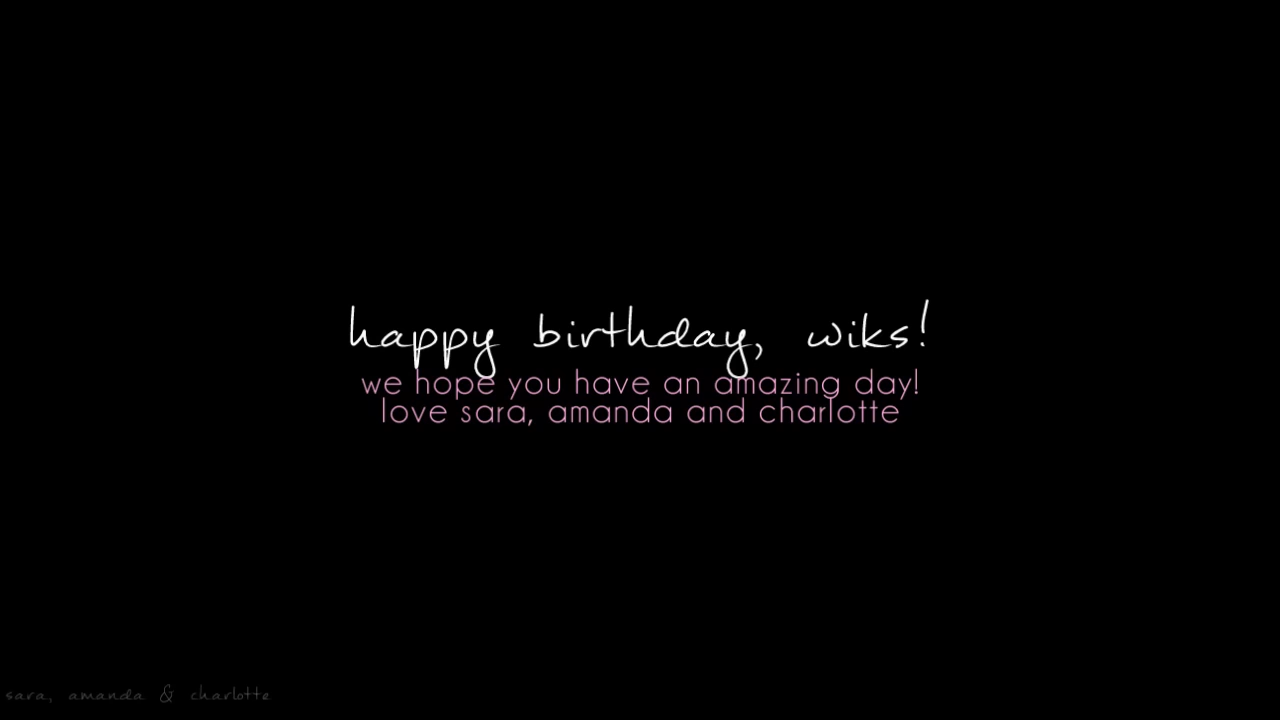 happy birthday, wiks!
we hope you have an amazing day!
love sara, amanda and charlotte
sara, amanda & charlotte